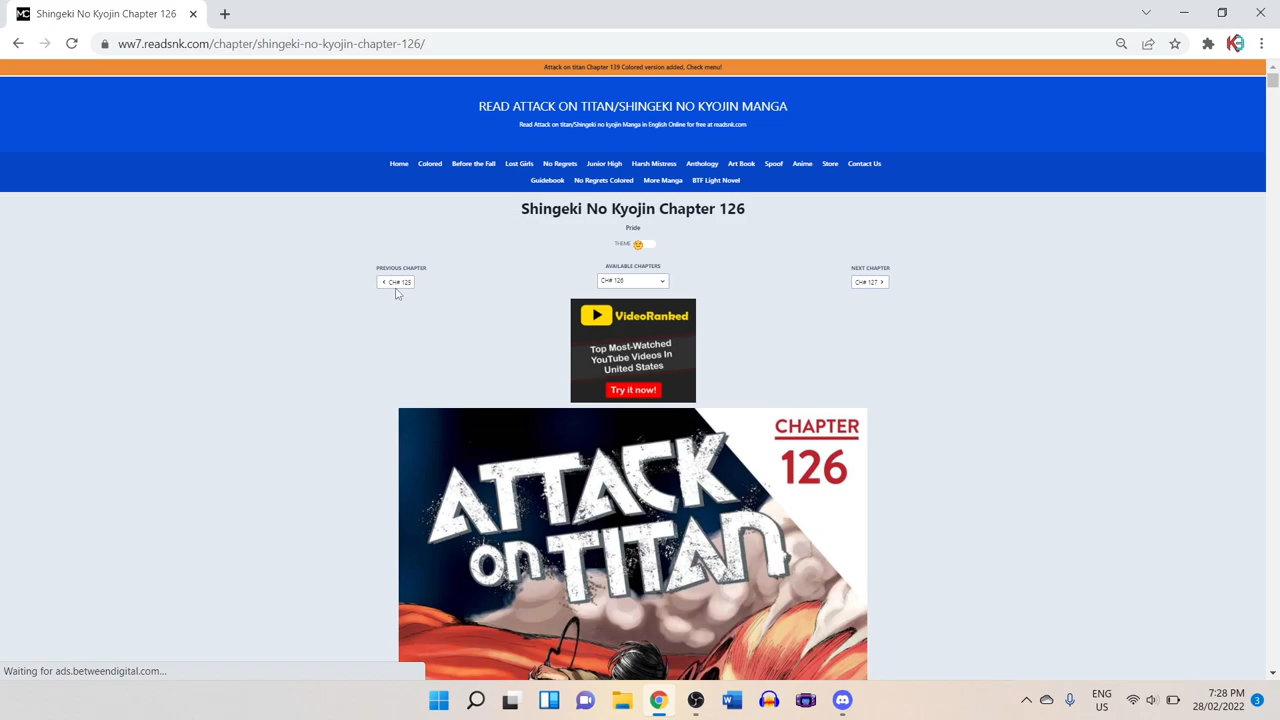 Shingeki No Kyojin Chapter 126
ww7.readsnk.com/chapter/shingeki-no-kyojin-chapter-126/
Attack on titan Chapter 139 Colored version added, Check menu!
READ ATTACK ON TITAN/SHINGEKI NO KYOJIN MANGA
Read Attack on titan/Shingeki no kyojin Manga in English Online for free at readsnk.com
Home Colored Before the Fall Lost Girls No Regrets Junior High Harsh Mistress Anthology Art Book Spoof Anime Store Contact Us
Guidebook No Regrets Colored More Manga BTF Light Novel
Shingeki No Kyojin Chapter 126
Pride
THEME
PREVIOUS CHAPTER AVAILABLE CHAPTERS NEXT CHAPTER
CH# 125 CH# 126 CH# 127
VideoRanked
Top Most-Watched
YouTube Videos In
United States
Try it now!
CHAPTER
126
ATTACK
on TITAN
Waiting for ads.betweendigital.com...
ENG
US
7:28 PM
28/02/2022
3